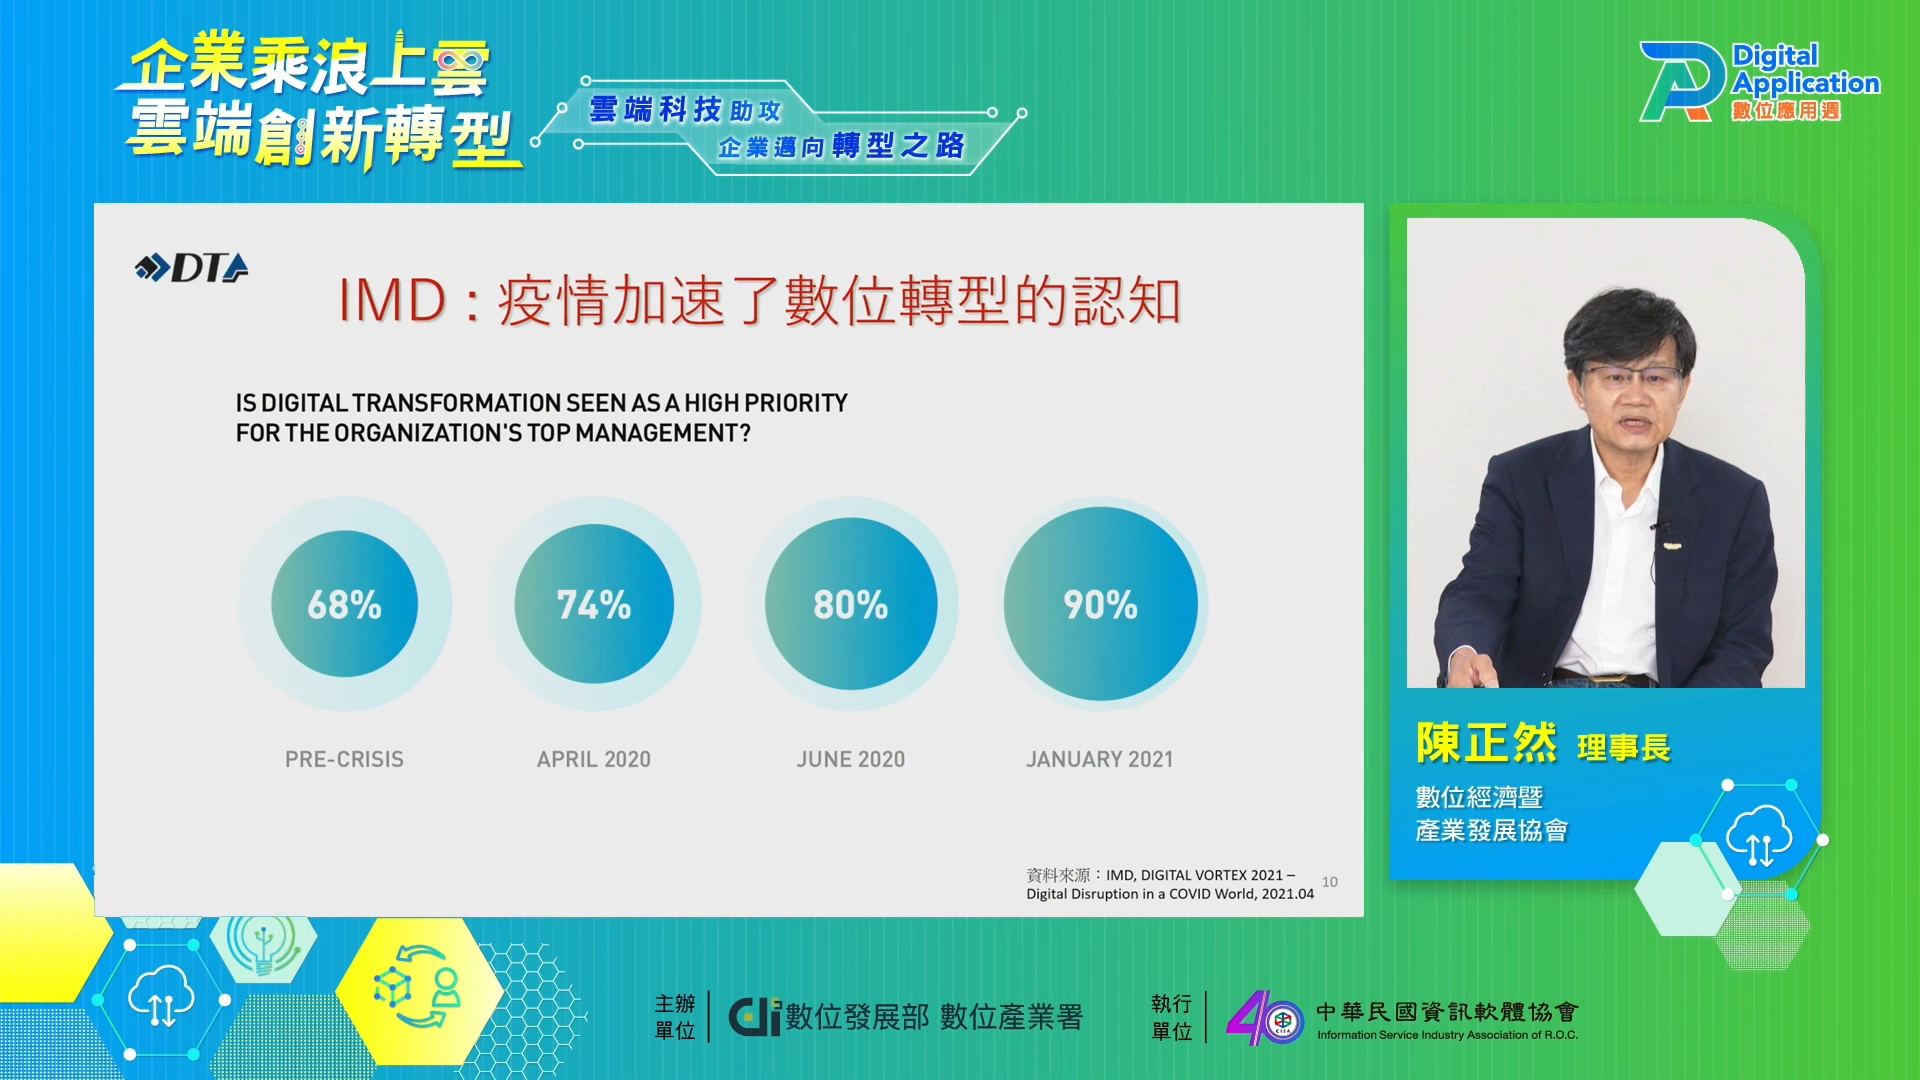 企業乘浪上雲
雲端創新轉型
雲端科技助攻
企業邁向轉型之路
Digital
Application
數位應用週
DTA
IMD：疫情加速了數位轉型的認知
IS DIGITAL TRANSFORMATION SEEN AS A HIGH PRIORITY
FOR THE ORGANIZATION'S TOP MANAGEMENT?
68%
74%
80%
90%
PRE-CRISIS
APRIL 2020
JUNE 2020
JANUARY 2021
資料來源：IMD, DIGITAL VORTEX 2021 –
Digital Disruption in a COVID World, 2021.04
10
陳正然 理事長
數位經濟暨
產業發展協會
主辦
單位
數位發展部 數位產業署
執行
單位
40
CISA
中華民國資訊軟體協會
Information Service Industry Association of R.O.C.